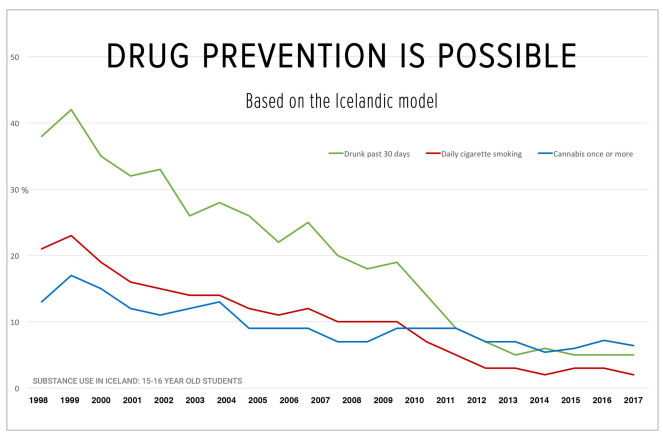 DRUG PREVENTION IS POSSIBLE
Based on the Icelandic model
50
40
30 %
20
10
0
Drunk past 30 days Daily cigarette smoking Cannabis once or more
SUBSTANCE USE IN ICELAND: 15-16 YEAR OLD STUDENTS
1998 1999 2000 2001 2002 2003 2004 2005 2006 2007 2008 2009 2010 2011 2012 2013 2014 2015 2016 2017